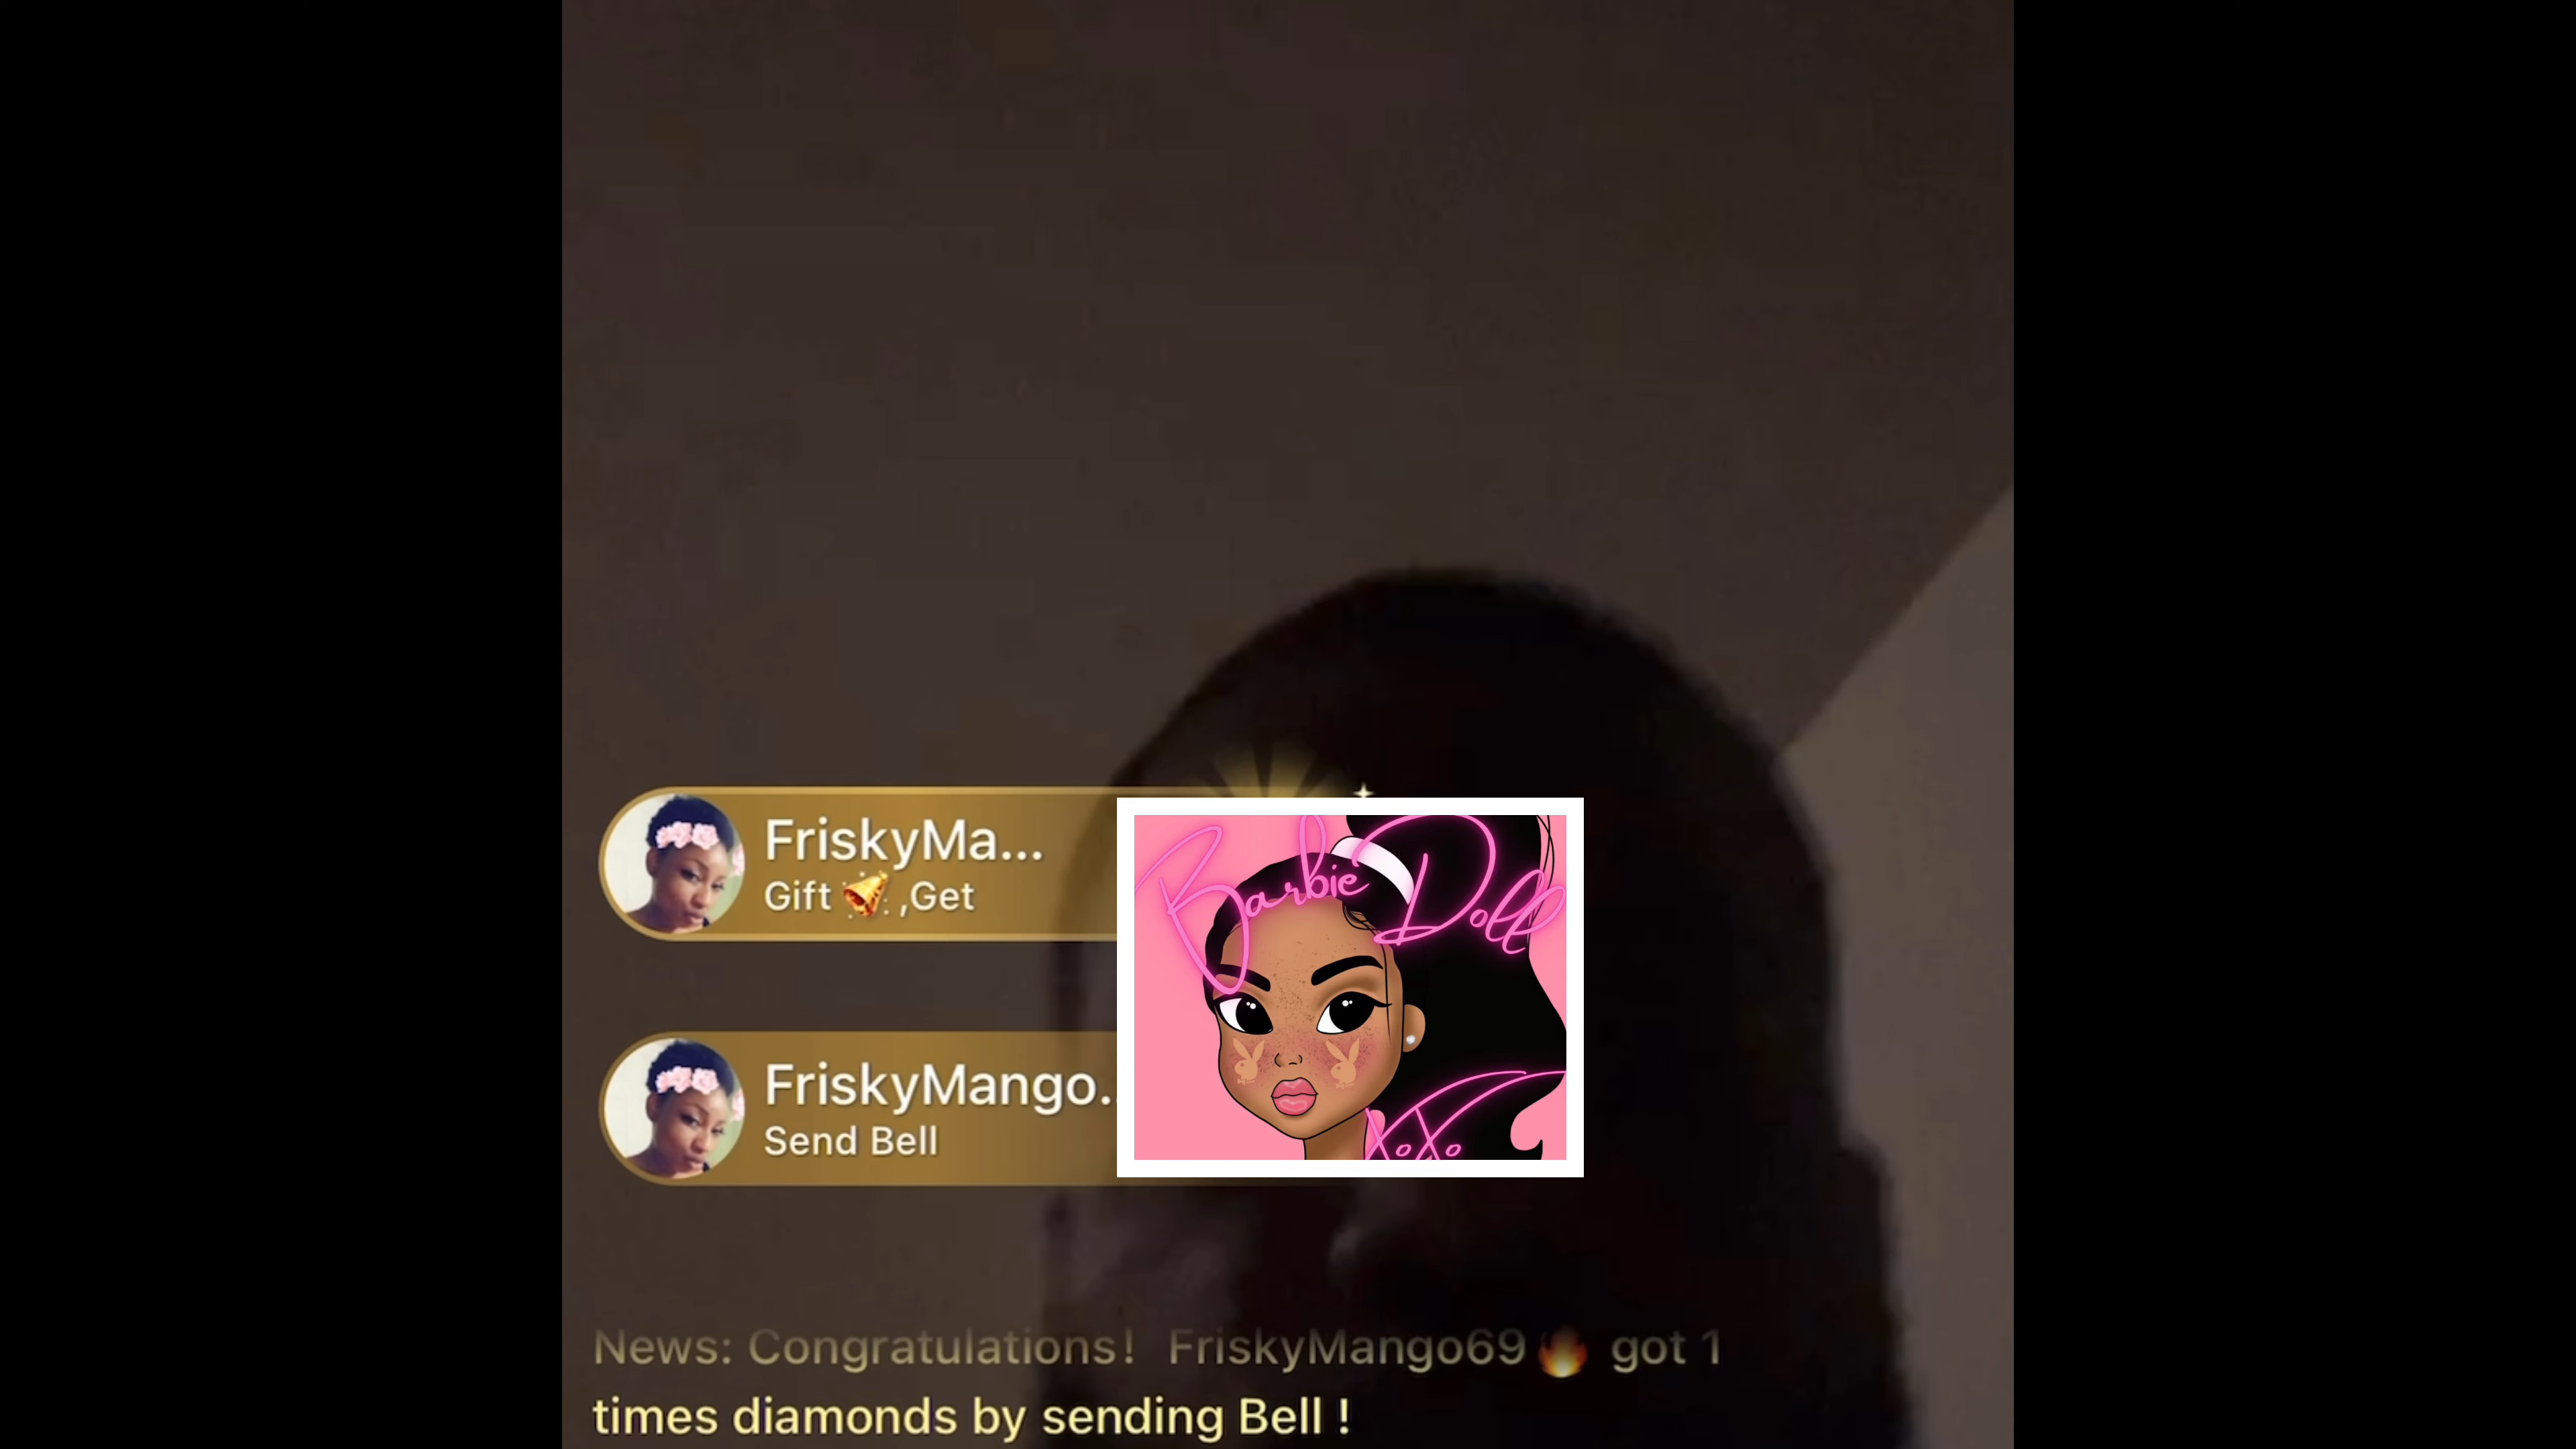 FriskyMa...
Gift ,Get
Barbie Doll
FriskyMango.
Send Bell
XoXo
News: Congratulations! FriskyMango69 got 1
times diamonds by sending Bell !